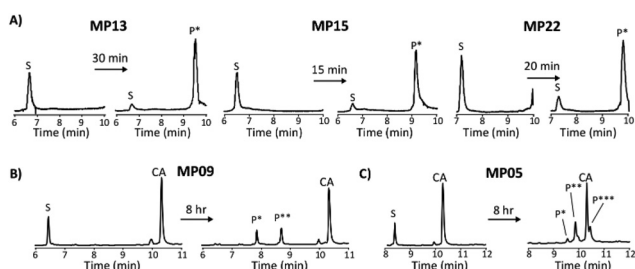 A)
MP13 MP15 MP22
S 30 min S P* S 15 min S P* S 20 min S P*
6 7 8 9 10 6 7 8 9 10 6 7 8 9 10 6 7 8 9 10 7 8 9 10 7 8 9 10
Time (min) Time (min) Time (min) Time (min) Time (min) Time (min)
B) MP09 C) MP05
S CA 8 hr P* P** CA S CA 8 hr P* P** CA P***
6 7 8 9 10 11 6 7 8 9 10 11 8 9 10 11 12 8 9 10 11 12
Time (min) Time (min) Time (min) Time (min)